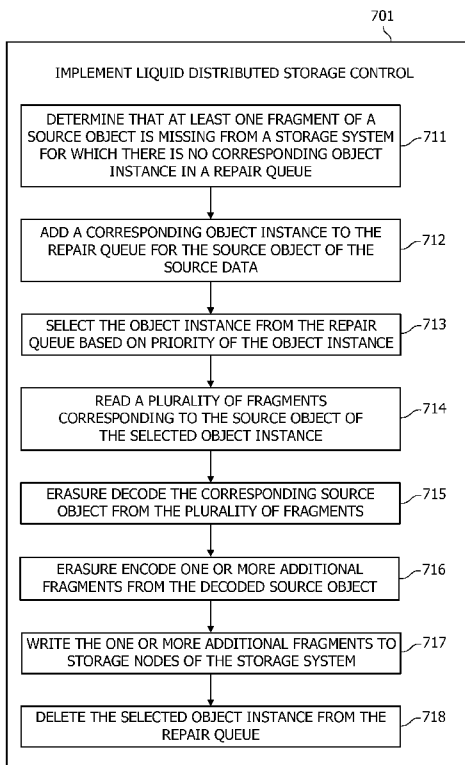 701
IMPLEMENT LIQUID DISTRIBUTED STORAGE CONTROL
DETERMINE THAT AT LEAST ONE FRAGMENT OF A
SOURCE OBJECT IS MISSING FROM A STORAGE SYSTEM
FOR WHICH THERE IS NO CORRESPONDING OBJECT
INSTANCE IN A REPAIR QUEUE
711
ADD A CORRESPONDING OBJECT INSTANCE TO THE
REPAIR QUEUE FOR THE SOURCE OBJECT OF THE
SOURCE DATA
712
SELECT THE OBJECT INSTANCE FROM THE REPAIR
QUEUE BASED ON PRIORITY OF THE OBJECT INSTANCE
713
READ A PLURALITY OF FRAGMENTS
CORRESPONDING TO THE SOURCE OBJECT OF
THE SELECTED OBJECT INSTANCE
714
ERASURE DECODE THE CORRESPONDING SOURCE
OBJECT FROM THE PLURALITY OF FRAGMENTS
715
ERASURE ENCODE ONE OR MORE ADDITIONAL
FRAGMENTS FROM THE DECODED SOURCE OBJECT
716
WRITE THE ONE OR MORE ADDITIONAL FRAGMENTS TO
STORAGE NODES OF THE STORAGE SYSTEM
717
DELETE THE SELECTED OBJECT INSTANCE FROM THE
REPAIR QUEUE
718